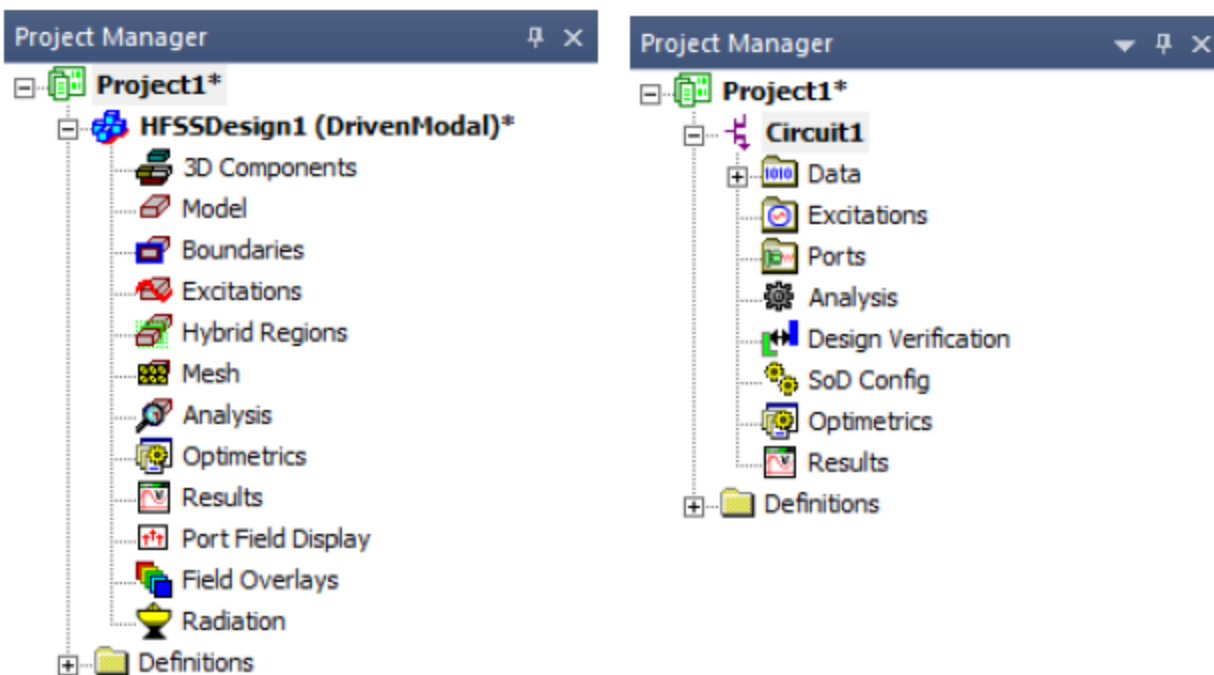 Project Manager
Project1*
HFSSDesign1 (DrivenModal)*
3D Components
Model
Boundaries
Excitations
Hybrid Regions
Mesh
Analysis
Optimetrics
Results
Port Field Display
Field Overlays
Radiation
Definitions
Project Manager
Project1*
Circuit1
1010 Data
Excitations
Ports
Analysis
Design Verification
SoD Config
Optimetrics
Results
Definitions